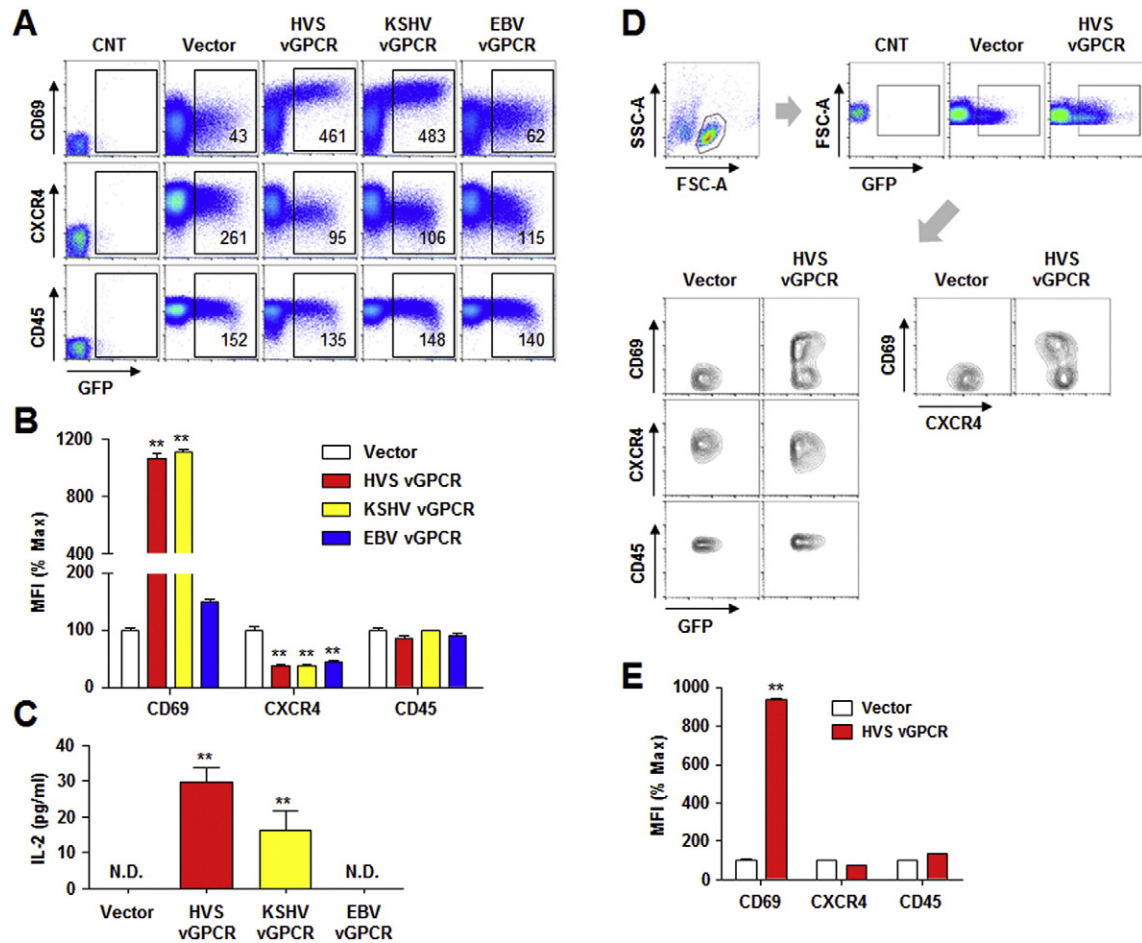 A
CNT Vector HVS vGPCR KSHV vGPCR EBV vGPCR
CD69 43 461 483 62
CXCR4 261 95 106 115
CD45 152 135 148 140
GFP
B
MFI (% Max)
1200
1000
800
600
400
200
100
0
** **
** ** **
Vector
HVS vGPCR
KSHV vGPCR
EBV vGPCR
CD69 CXCR4 CD45
C
IL-2 (pg/ml)
40
30
20
10
0
N.D. ** ** N.D.
Vector HVS vGPCR KSHV vGPCR EBV vGPCR
D
SSC-A
FSC-A
CNT Vector HVS vGPCR
FSC-A
GFP
Vector HVS vGPCR
CD69
CXCR4
CD45
GFP
Vector HVS vGPCR
CD69
CXCR4
E
MFI (% Max)
1000
800
600
400
200
0
**
Vector
HVS vGPCR
CD69 CXCR4 CD45